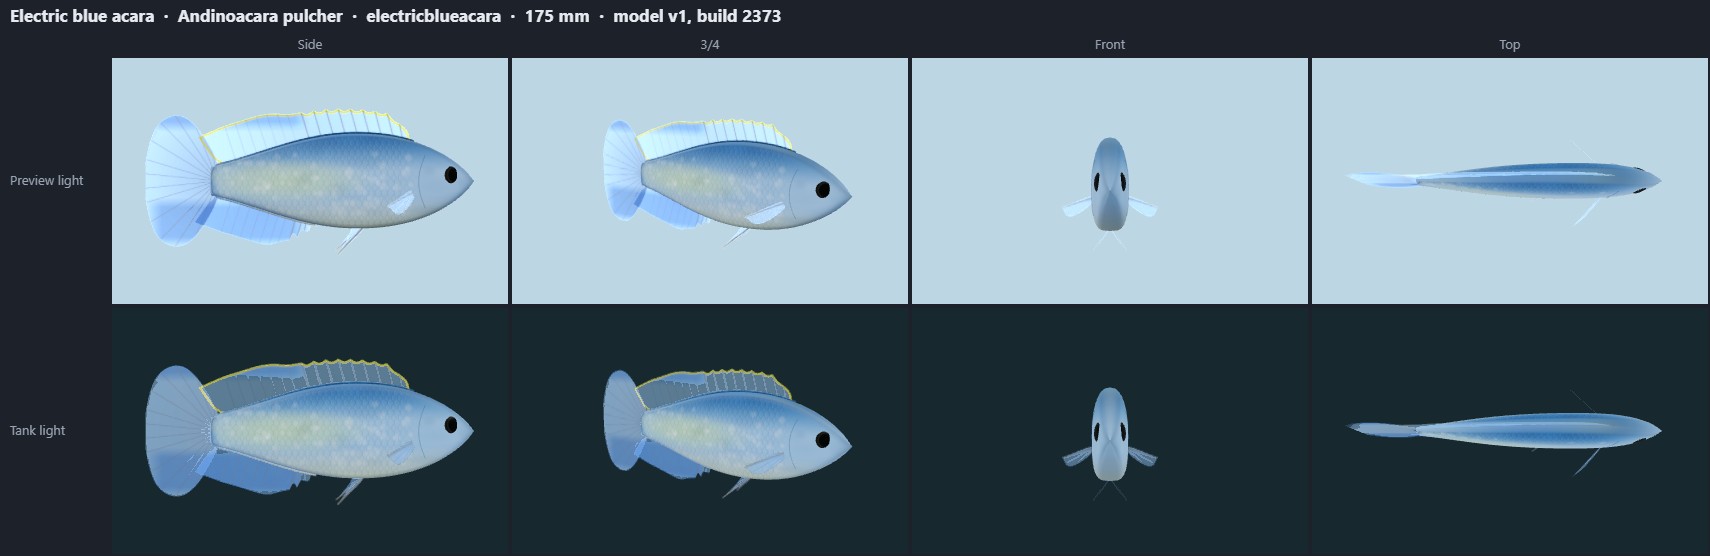 Electric blue acara · Andinoacara pulcher · electricblueacara · 175 mm · model v1, build 2373
Side 3/4 Front Top
Preview light
Tank light